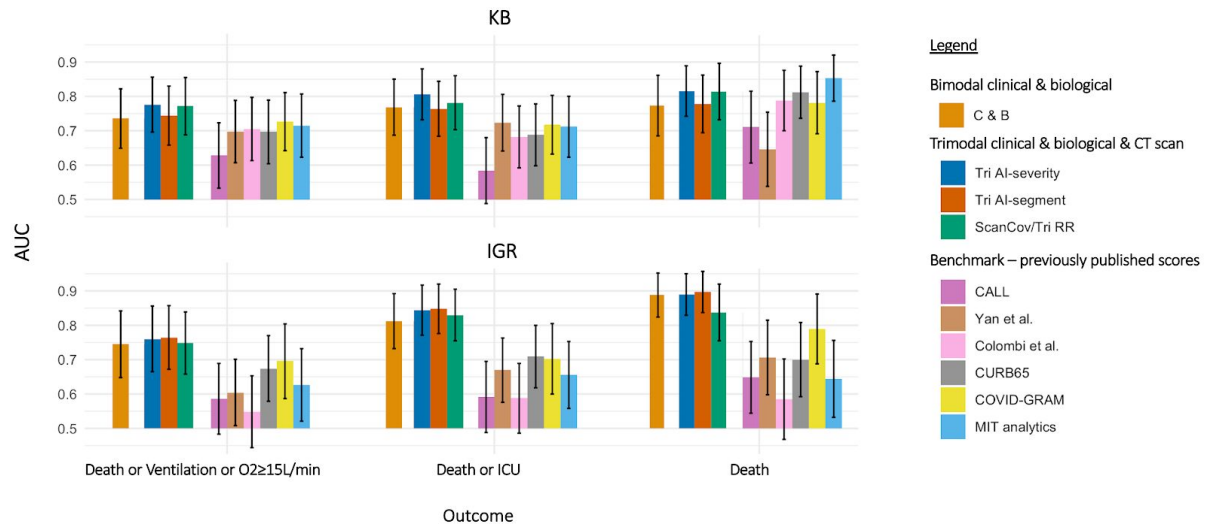 KB
0.9
0.8
0.7
0.6
0.5
AUC
IGR
0.9
0.8
0.7
0.6
0.5
Death or Ventilation or O2≥15L/min
Death or ICU
Death
Outcome
Legend
Bimodal clinical & biological
C & B
Trimodal clinical & biological & CT scan
Tri AI-severity
Tri AI-segment
ScanCov/Tri RR
Benchmark – previously published scores
CALL
Yan et al.
Colombi et al.
CURB65
COVID-GRAM
MIT analytics